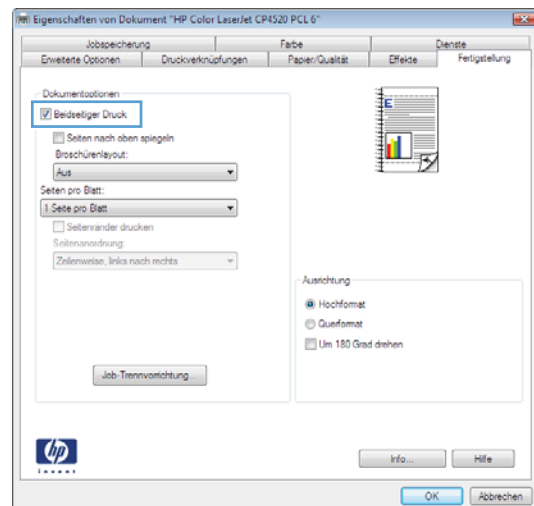 Eigenschaften von Dokument "HP Color LaserJet CP4520 PCL 6"
Jobspeicherung Farbe Dienste
Erweiterte Optionen Druckverknüpfungen Papier/Qualität Effekte Fertigstellung
Dokumentoptionen
Beidseitiger Druck
Seiten nach oben spiegeln
Broschürenlayout:
Aus
Seiten pro Blatt:
1 Seite pro Blatt
Seitenränder drucken
Seitenanordnung:
Zeilenweise, links nach rechts
E
Ausrichtung
Hochformat
Querformat
Um 180 Grad drehen
Job-Trennvorrichtung...
hp
invent
Info... Hilfe
OK Abbrechen